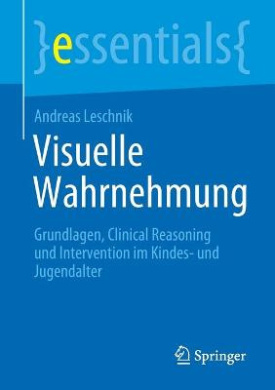 }essentials{
Andreas Leschnik
Visuelle
Wahrnehmung
Grundlagen, Clinical Reasoning
und Intervention im Kindes- und
Jugendalter
Springer